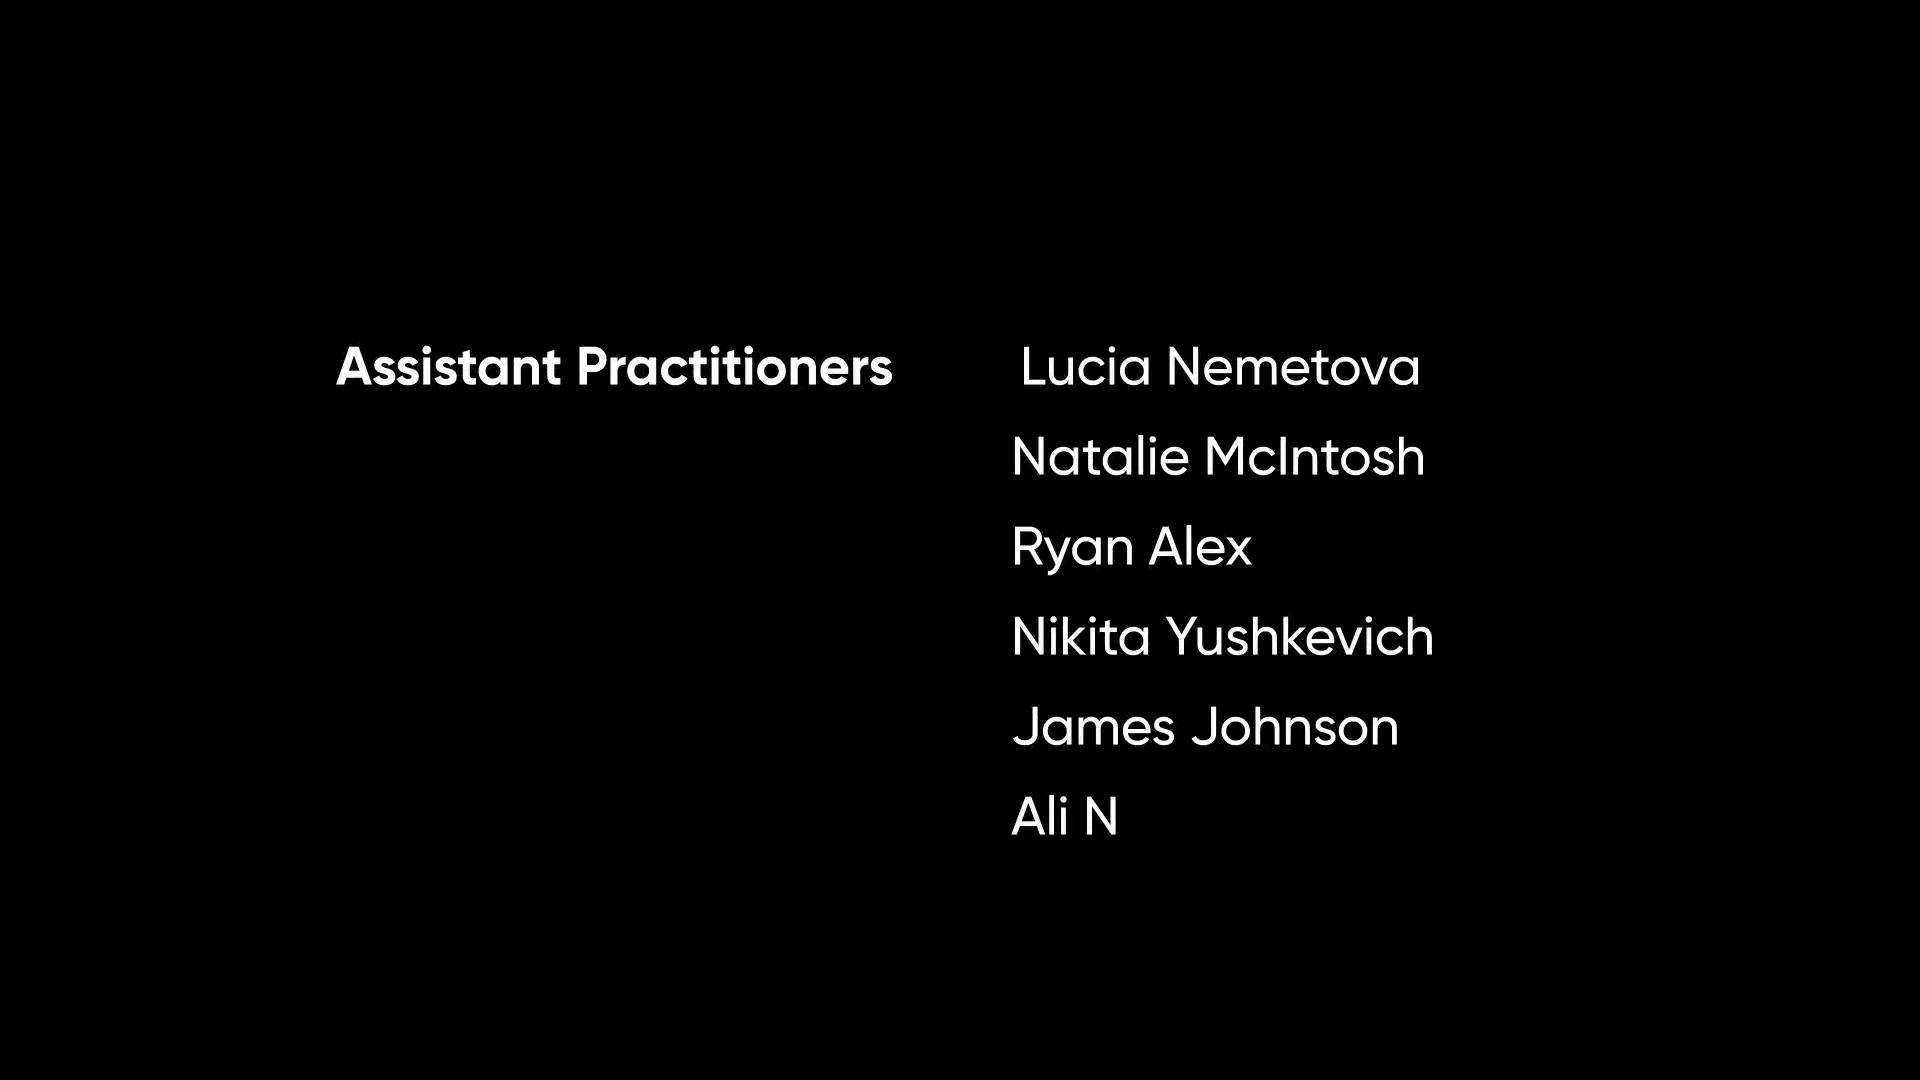 Assistant Practitioners Lucia Nemetova
Natalie McIntosh
Ryan Alex
Nikita Yushkevich
James Johnson
Ali N